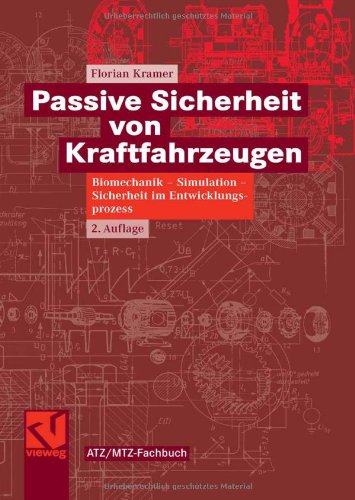 Urheberrechtlich geschütztes Material
Florian Kramer
Passive Sicherheit
von
Kraftfahrzeugen
Biomechanik – Simulation –
Sicherheit im Entwicklungs-
prozess
2. Auflage
vieweg
ATZ/MTZ-Fachbuch
Urheberrechtlich geschütztes Material